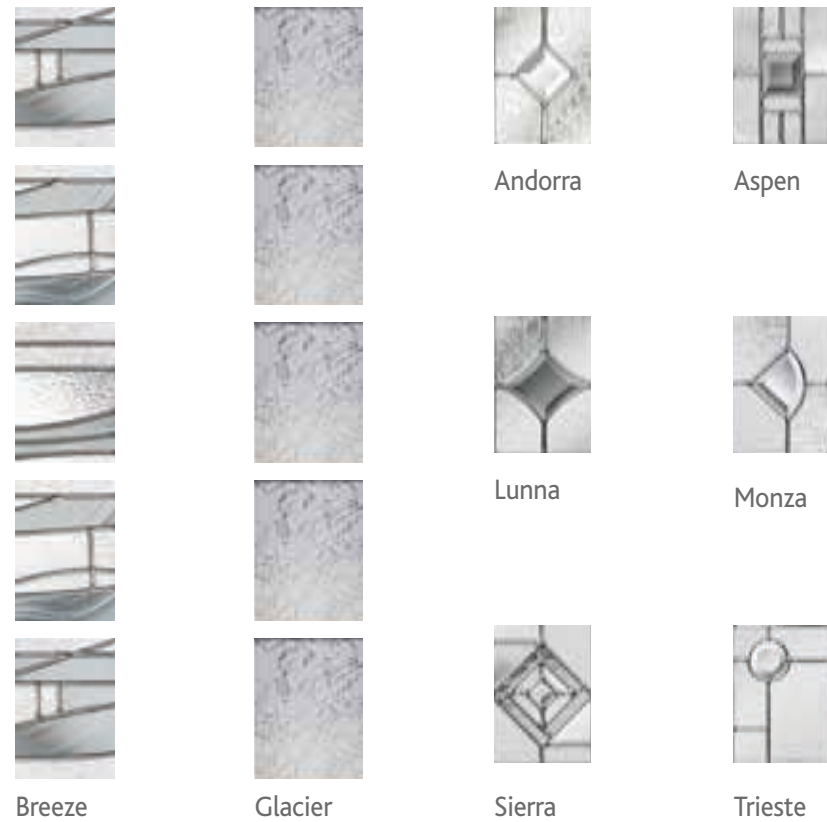 Andorra
Aspen
Lunna
Monza
Breeze
Glacier
Sierra
Trieste